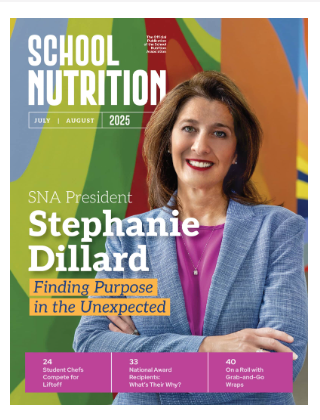 SCHOOL
NUTRITION
The Official
Publication
of the School
Nutrition
Association
JULY | AUGUST | 2025
SNA President
Stephanie
Dillard
Finding Purpose
in the Unexpected
24
Student Chefs
Compete for
Liftoff
33
National Award
Recipients:
What's Their Why?
40
On a Roll with
Grab-and-Go
Wraps